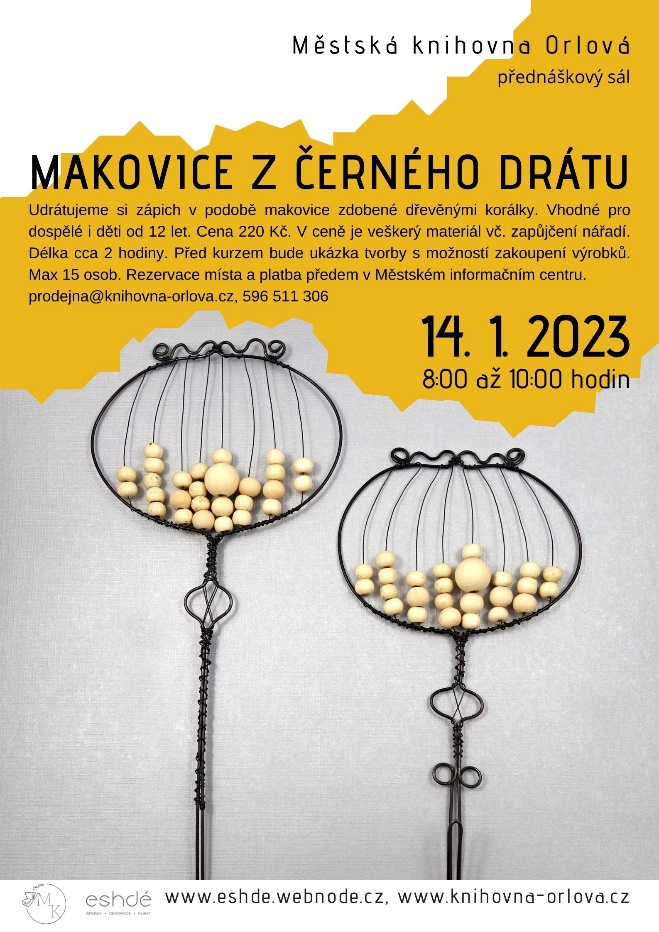 Městská knihovna Orlová
přednáškový sál
MAKOVICE Z ČERNÉHO DRÁTU
Udrátujeme si zápich v podobě makovice zdobené dřevěnými korálky. Vhodné pro
dospělé i děti od 12 let. Cena 220 Kč. V ceně je veškerý materiál vč. zapůjčení nářadí.
Délka cca 2 hodiny. Před kurzem bude ukázka tvorby s možností zakoupení výrobků.
Max 15 osob. Rezervace místa a platba předem v Městském informačním centru.
prodejna@knihovna-orlova.cz, 596 511 306
14. 1. 2023
8:00 až 10:00 hodin
MK
eshdé
www.eshde.webnode.cz, www.knihovna-orlova.cz